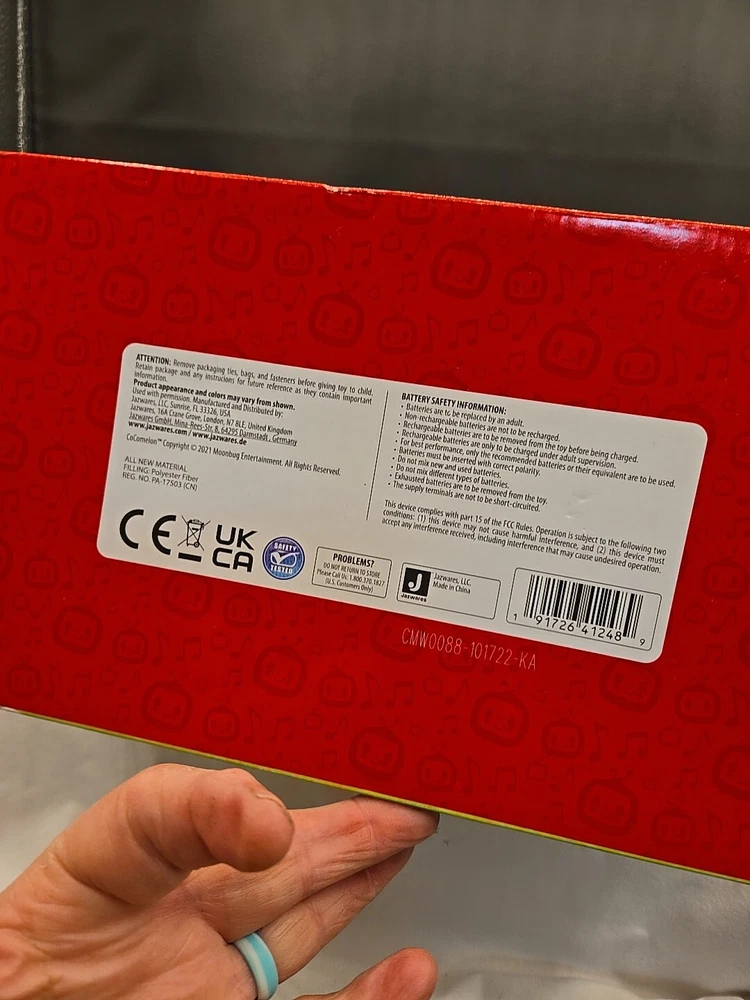 ATTENTION: Remove packaging ties, bags, and fasteners before giving toy to child.
Retain package and any instrucions for future reference as they contain important
information.
Product appearance and colors may vary from shown.
Used with permission. Manufactured and Distributed by:
Jazwares, LLC, Sunrise, FL 33326, USA
Jazwares, 16A Crane Grove, London, N7 8LE, United Kingdom
Jazwares GmbH, Mina-Rees-Str. 8, 64295 Darmstadt, Germany
www.jazwares.com / www.jazwares.de
CoComelon™ Copyright © 2021 Moonbug Entertainment. All Rights Reserved.
ALL NEW MATERIAL
FILLING: Polyester Fiber
REG. NO. PA-17503 (CN)
CE
UK
CA
SAFETY
TESTED
BATTERY SAFETY INFORMATION:
• Batteries are to be replaced by an adult.
• Non-rechargeable batteries are not to be recharged.
• Rechargeable batteries are to be removed from the toy before being charged.
• Rechargeable batteries are only to be charged under adult supervision.
• For best performance, only the recommended batteries or their equivalent are to be used.
• Batteries must be inserted with correct polarity.
• Do not mix new and used batteries.
• Do not mix different types of batteries.
• Exhausted batteries are to be removed from the toy.
• The supply terminals are not to be short-circuited.
This device complies with part 15 of the FCC Rules. Operation is subject to the following two
conditions: (1) this device may not cause harmful interference, and (2) this device must
accept any interference received, including interference that may cause undesired operation.
PROBLEMS?
DO NOT RETURN TO STORE
Please Call Us: 1.800.370.1827
(U.S. Customers Only)
J
Jazwares
Jazwares, LLC.
Made in China
1 91726 41248 9
CMW0088-101722-KA